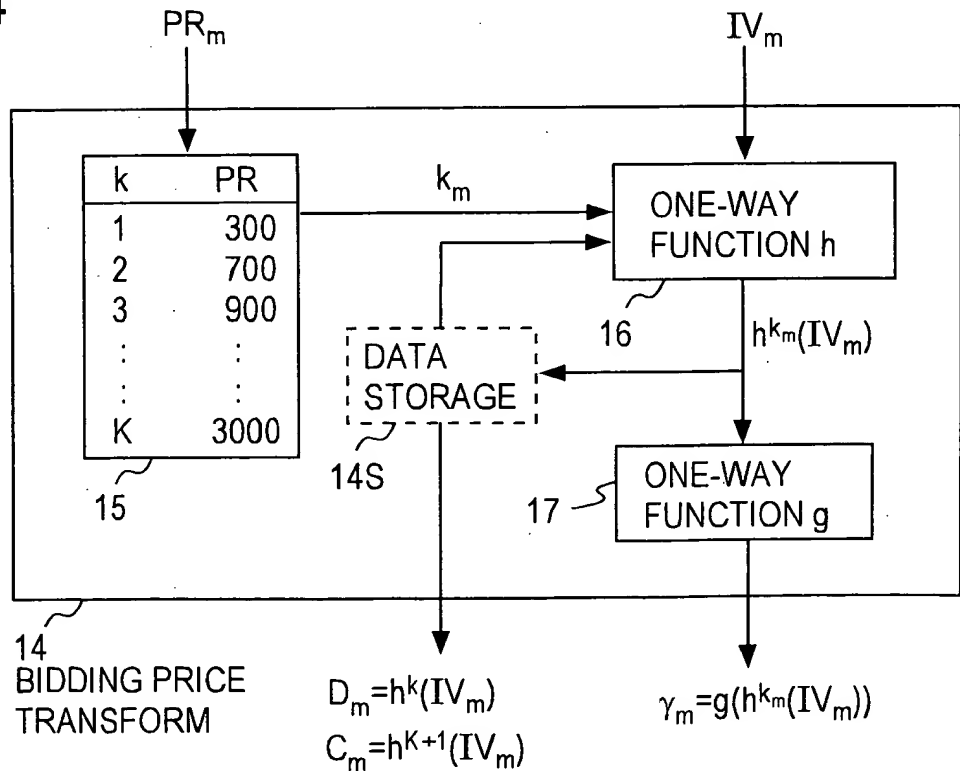 4
PR_m
IV_m
k PR
1 300
2 700
3 900
: :
: :
K 3000
15
k_m
ONE-WAY
FUNCTION h
16
h^{k_m}(IV_m)
DATA
STORAGE
14S
ONE-WAY
FUNCTION g
17
14
BIDDING PRICE
TRANSFORM
D_m=h^k(IV_m)
C_m=h^{K+1}(IV_m)
γ_m=g(h^{k_m}(IV_m))